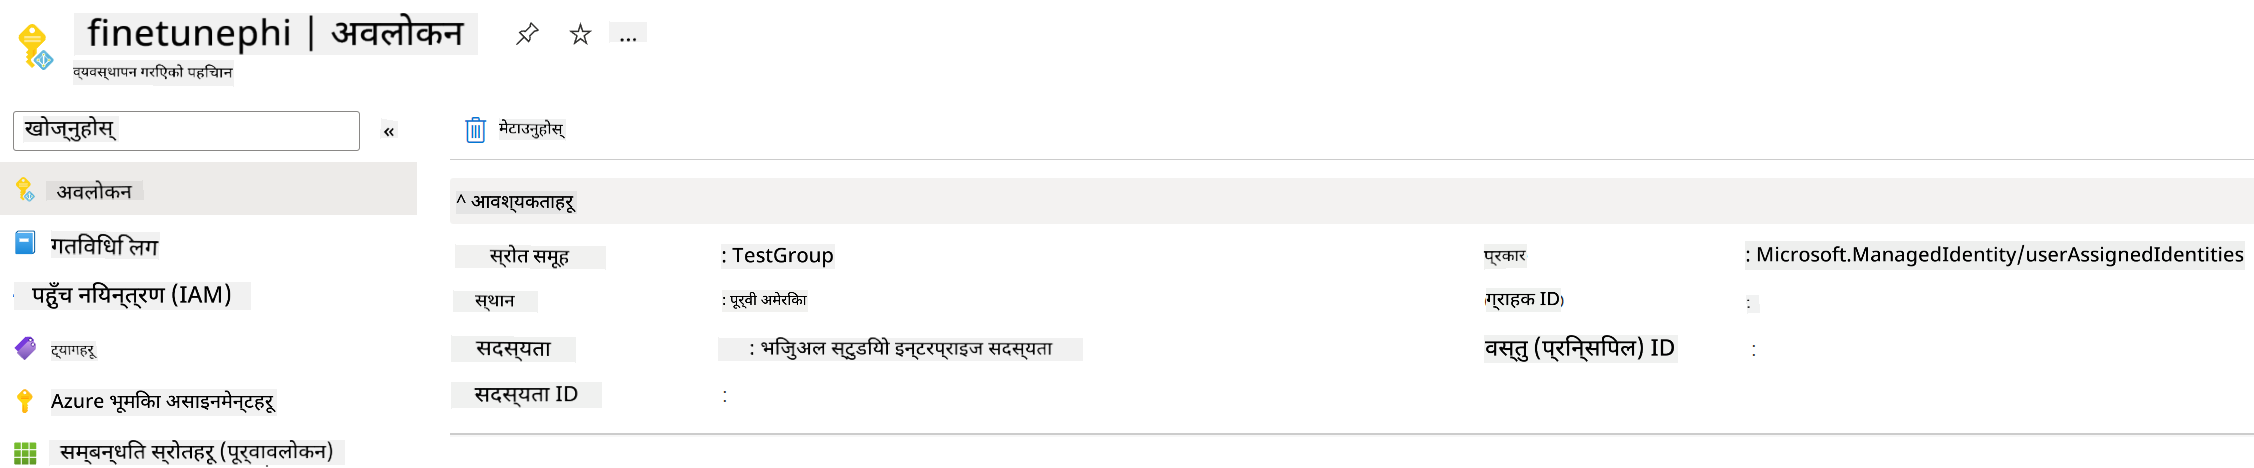 finetunephi | अवलोकन
...
व्यवस्थापन गरिएको पहिचान
खोज्नुहोस्
«
मेटाउनुहोस्
अवलोकन
^ आवश्यकताहरू
गतिविधि लग
स्रोत समूह : TestGroup प्रकार : Microsoft.ManagedIdentity/userAssignedIdentities
पहुँच नियन्त्रण (IAM)
स्थान : पूर्वी अमेरिका ग्राहक ID) :
ट्यागहरू
सदस्यता : भिजुअल स्टुडियो इन्टरप्राइज सदस्यता वस्तु (प्रिन्सिपल) ID :
Azure भूमिका असाइनमेन्टहरू
सदस्यता ID :
सम्बन्धित स्रोतहरू (पूर्वावलोकन)